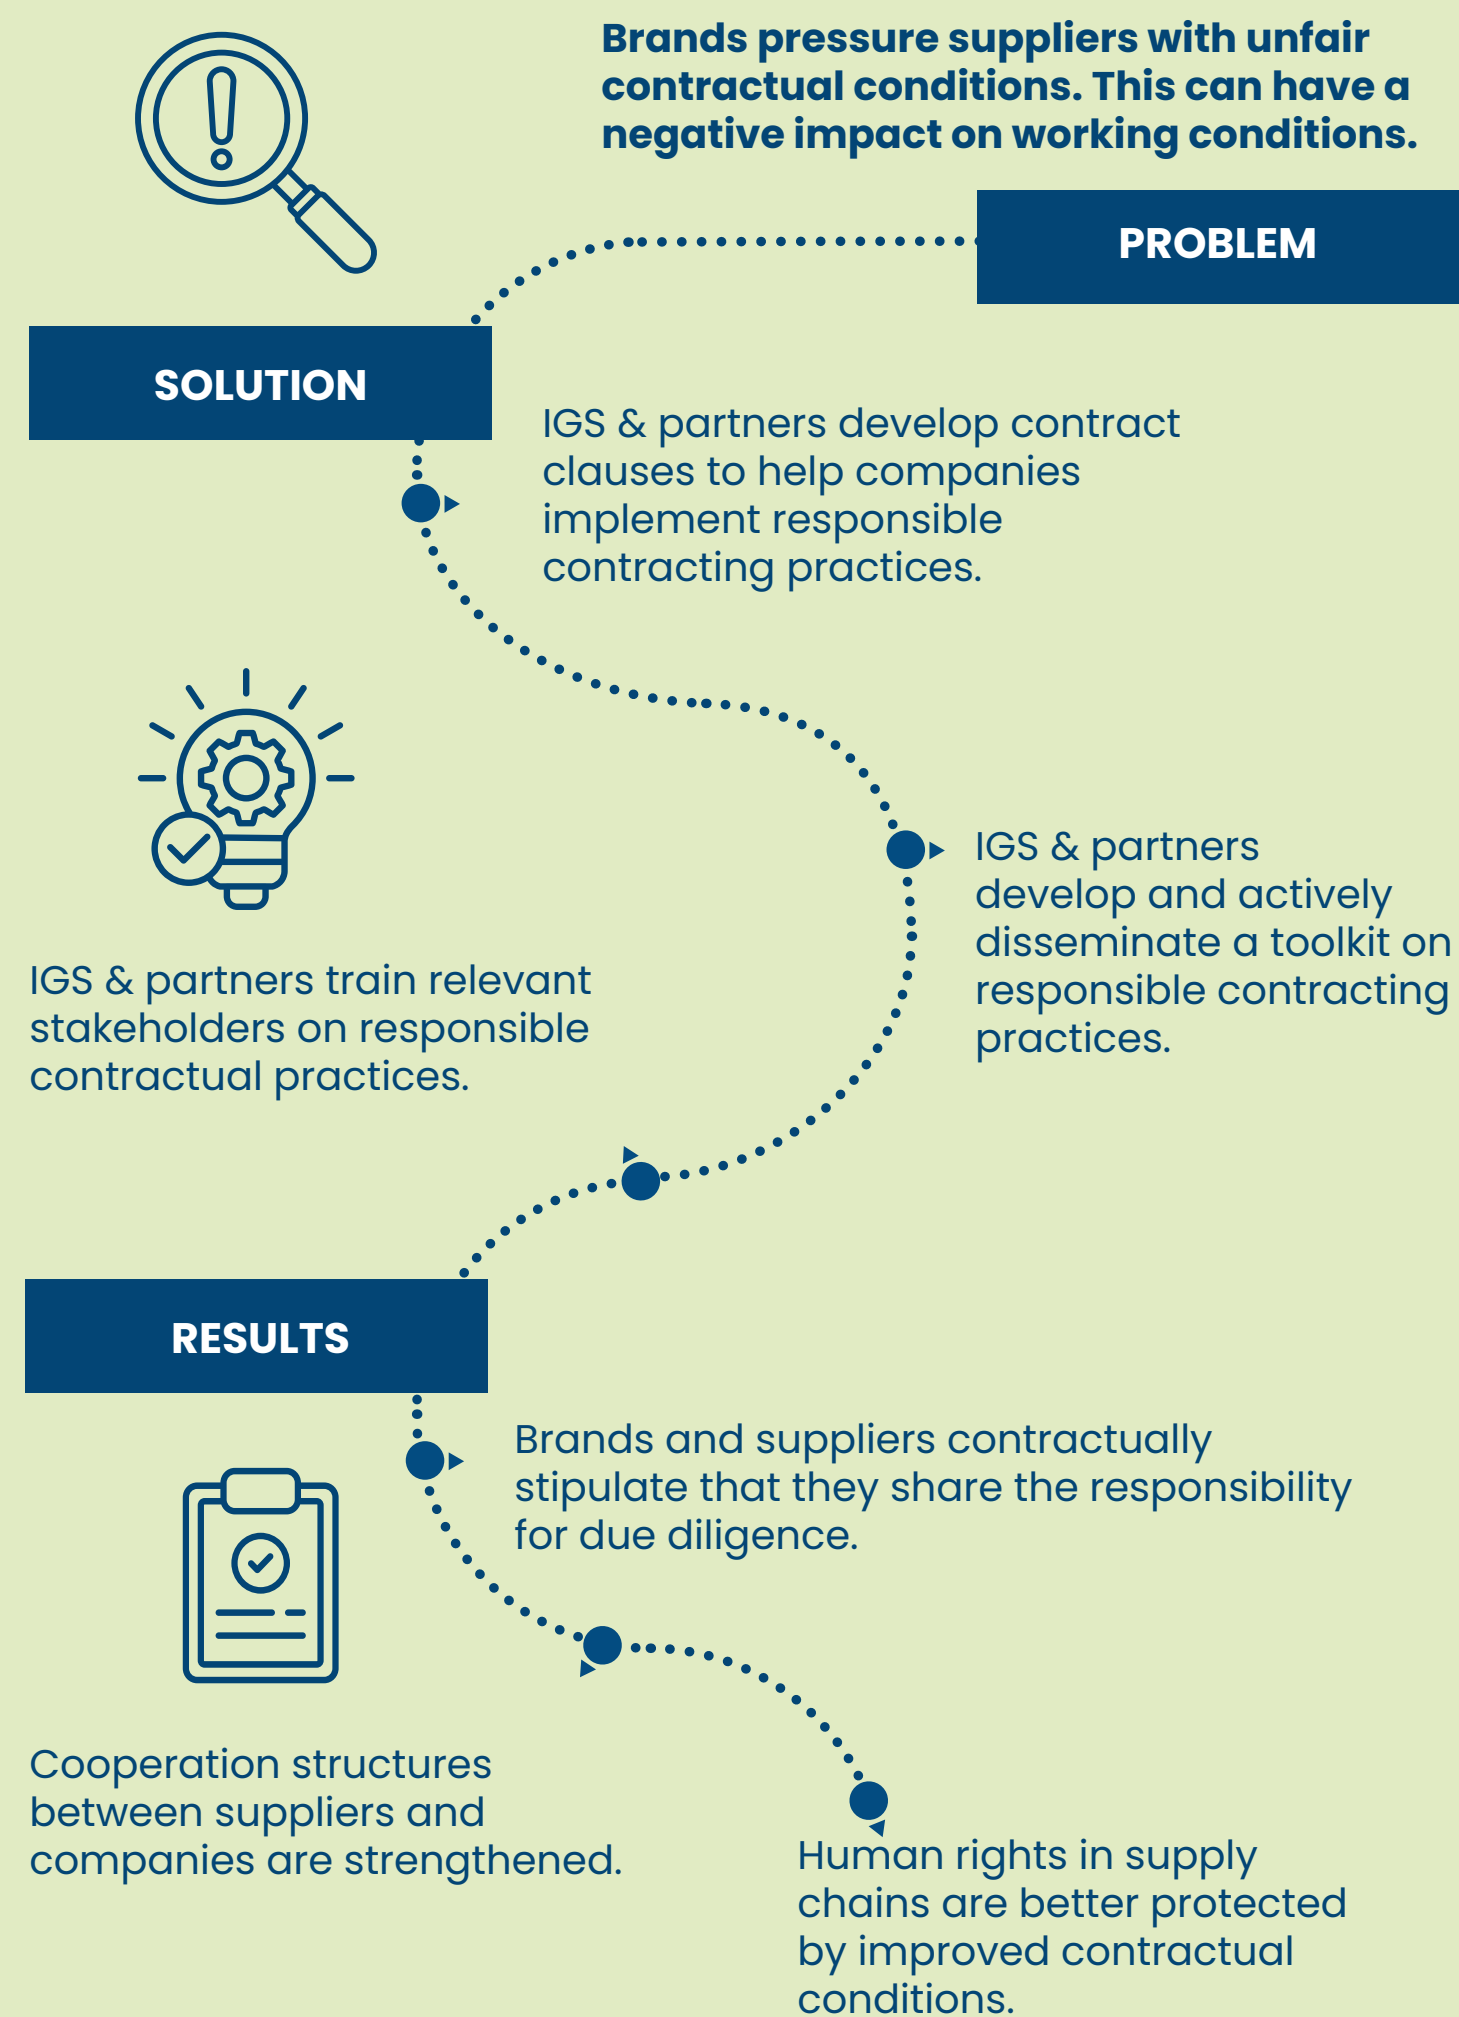 Brands pressure suppliers with unfair
contractual conditions. This can have a
negative impact on working conditions.
PROBLEM
SOLUTION
IGS & partners develop contract
clauses to help companies
implement responsible
contracting practices.
IGS & partners
develop and actively
disseminate a toolkit on
responsible contracting
practices.
IGS & partners train relevant
stakeholders on responsible
contractual practices.
RESULTS
Brands and suppliers contractually
stipulate that they share the responsibility
for due diligence.
Cooperation structures
between suppliers and
companies are strengthened.
Human rights in supply
chains are better protected
by improved contractual
conditions.